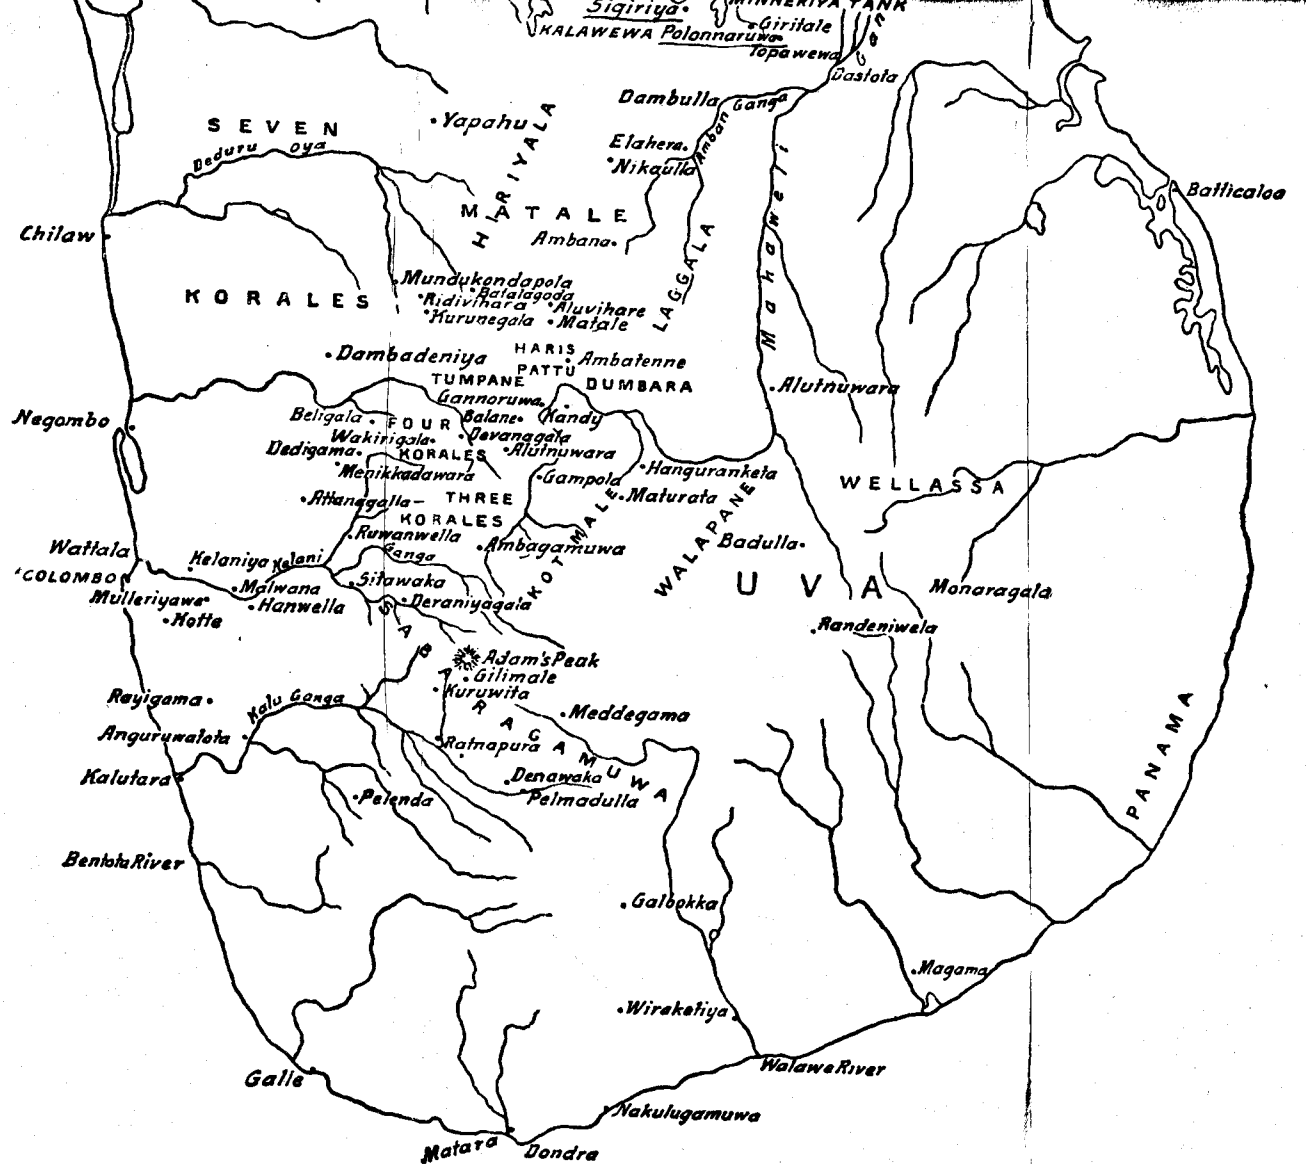 Sigiriya
MINNERIYA TANK
Giritale
KALAWEWA
Polonnaruwa
Topawewa
Dastota
Dambulla
Amban Ganga
Yapahu
SEVEN
Deduru Oya
HIRIYALA
Elahera
Nikaulla
Batticaloa
MATALE
Ambana
Chilaw
LAGGALA
Mahaweli
Mundukondapola
Batalagoda
KORALES
Ridivihara
Aluvihare
Kurunegala
Matale
HARIS
PATTU
Dambadeniya
Ambatenne
TUMPANE
DUMBARA
Alutnuwara
Gannoruwa
Negombo
Beligala
FOUR
Balane
Kandy
Wakirigala
Devanagala
Dedigama
KORALES
Alutnuwara
Menikkadawara
Gampola
Hanguranketa
WELLASSA
Attanagalla
THREE
Maturata
KORALES
KOTMALE
WALAPANE
Ruwanwella
Ambagamuwa
Badulla
Wattala
Kelaniya
Kelani
Ganga
'COLOMBO
Malwana
Sitawaka
UVA
Monaragala
Mulleriyawe
Hanwella
Deraniyagala
Kotte
Randeniwela
SABARAGAMUWA
Adam's Peak
Gilimale
Kuruwita
Rayigama
Kalu Ganga
Meddegama
PANAMA
Anguruwatota
Ratnapura
Kalutara
Denawaka
Pelenda
Pelmadulla
Bentota River
Galbokka
Magama
Wiraketiya
Walawe River
Galle
Nakulugamuwa
Matara
Dondra